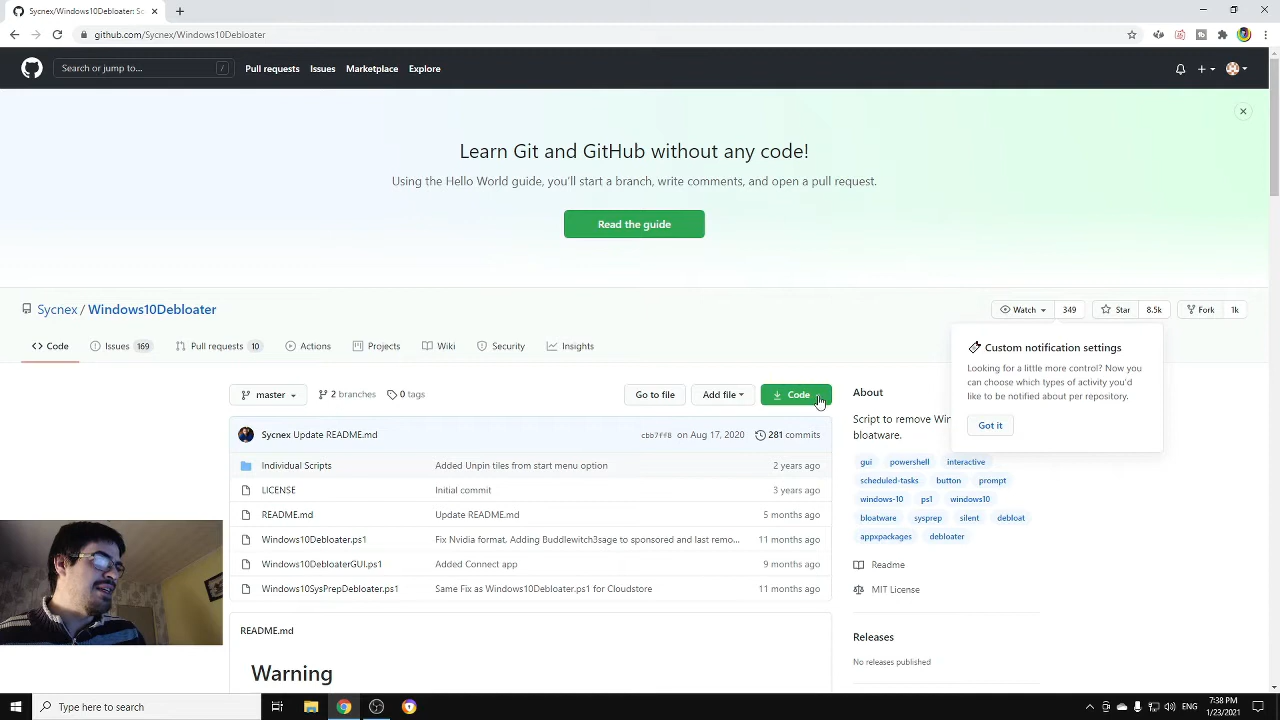 Sycnex/Windows10Debloater: Sc
github.com/Sycnex/Windows10Debloater
Search or jump to... /
Pull requests
Issues
Marketplace
Explore
Learn Git and GitHub without any code!
Using the Hello World guide, you'll start a branch, write comments, and open a pull request.
Read the guide
Sycnex / Windows10Debloater
Watch 349
Star 8.5k
Fork 1k
Code
Issues 169
Pull requests 10
Actions
Projects
Wiki
Security
Insights
Custom notification settings
Looking for a little more control? Now you
can choose which types of activity you'd
like to be notified about per repository.
Got it
master
2 branches
0 tags
Go to file
Add file
Code
Sycnex Update README.md cbb7ff8 on Aug 17, 2020 281 commits
Individual Scripts Added Unpin tiles from start menu option 2 years ago
LICENSE Initial commit 3 years ago
README.md Update README.md 5 months ago
Windows10Debloater.ps1 Fix Nvidia format. Adding Buddlewitch3sage to sponsored and last remo... 11 months ago
Windows10DebloaterGUI.ps1 Added Connect app 9 months ago
Windows10SysPrepDebloater.ps1 Same Fix as Windows10Debloater.ps1 for Cloudstore 11 months ago
README.md
Warning
About
Script to remove Win
bloatware.
gui powershell interactive
scheduled-tasks button prompt
windows-10 ps1 windows10
bloatware sysprep silent debloat
appxpackages debloater
Readme
MIT License
Releases
No releases published
Type here to search
ENG
7:38 PM
1/23/2021